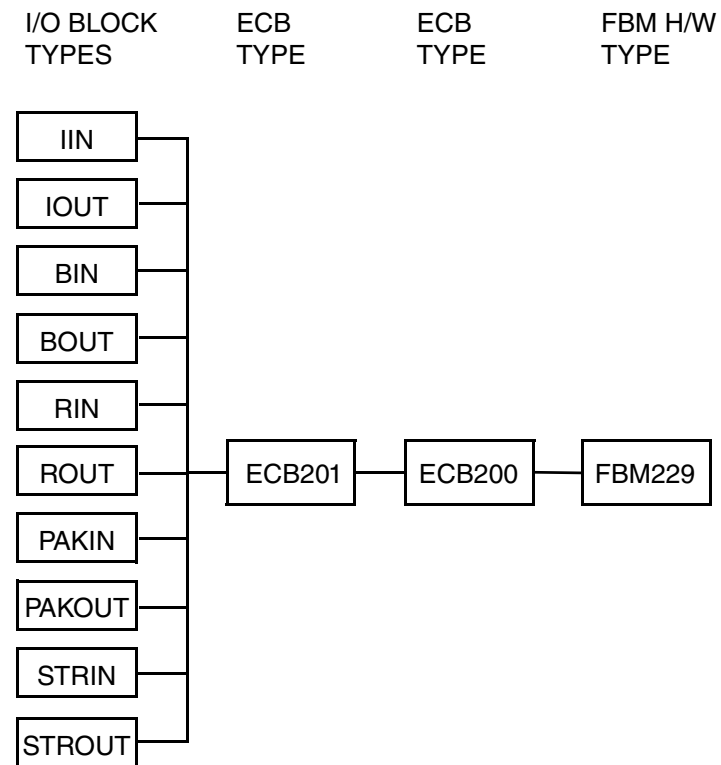 I/O BLOCK TYPES
ECB TYPE
ECB TYPE
FBM H/W TYPE
IIN
IOUT
BIN
BOUT
RIN
ROUT
ECB201
ECB200
FBM229
PAKIN
PAKOUT
STRIN
STROUT